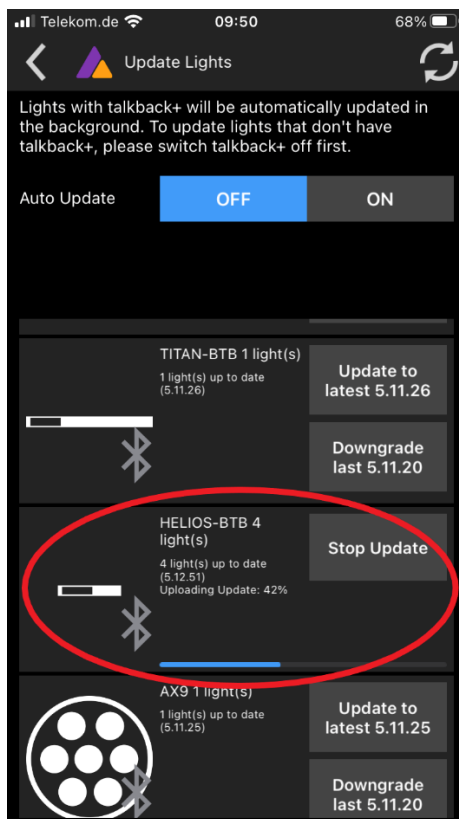 Telekom.de 09:50 68%
Update Lights
Lights with talkback+ will be automatically updated in
the background. To update lights that don't have
talkback+, please switch talkback+ off first.
Auto Update OFF ON
TITAN-BTB 1 light(s)
1 light(s) up to date
(5.11.26)
Update to
latest 5.11.26
Downgrade
last 5.11.20
HELIOS-BTB 4
light(s)
4 light(s) up to date
(5.12.51)
Uploading Update: 42%
Stop Update
AX9 1 light(s)
1 light(s) up to date
(5.11.25)
Update to
latest 5.11.25
Downgrade
last 5.11.20